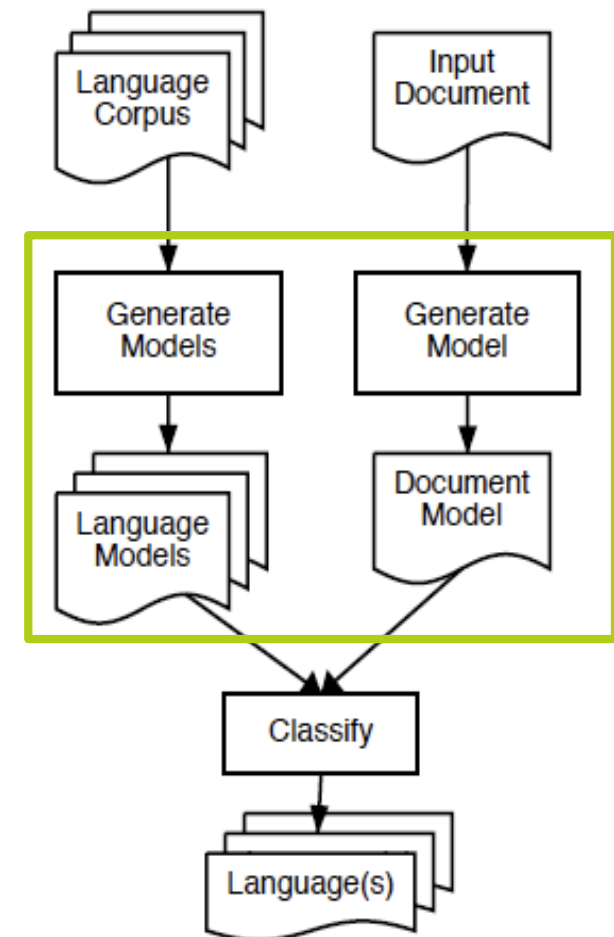 Language
Corpus
Input
Document
Generate
Models
Generate
Model
Language
Models
Document
Model
Classify
Language(s)